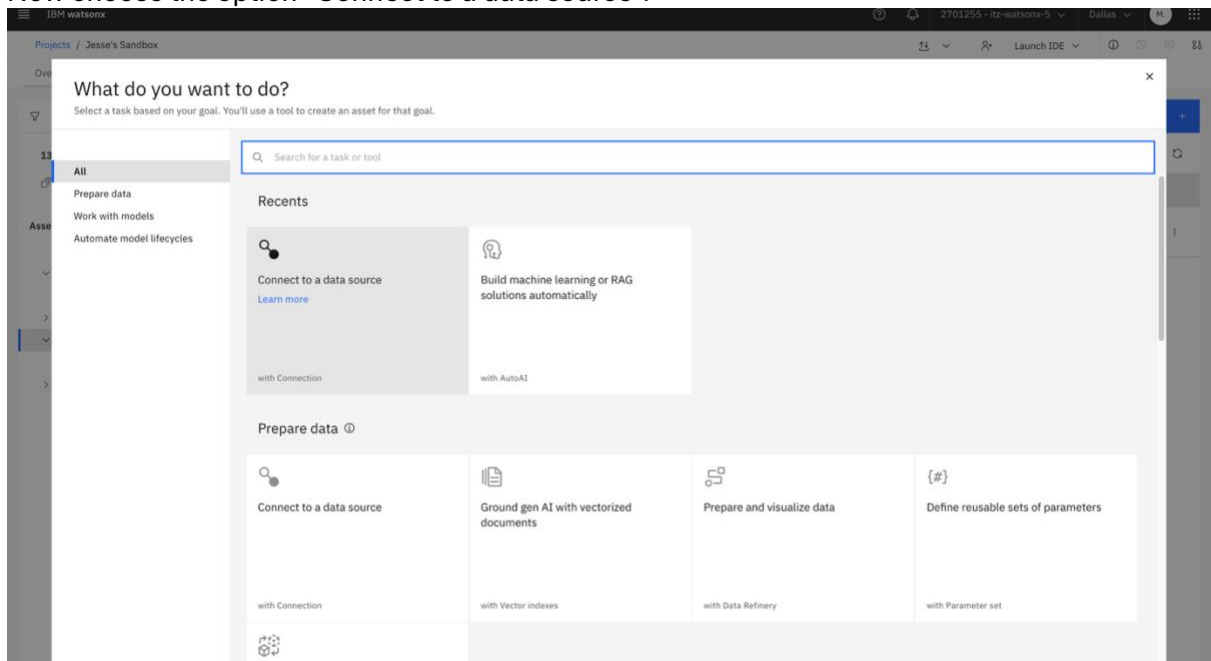 Now choose the option "Connect to a data source".
IBM watsonx
2701255 - itz-watsonx-5
Dallas
M.
Projects / Jesse's Sandbox
Launch IDE
Ove
What do you want to do?
Select a task based on your goal. You'll use a tool to create an asset for that goal.
13
Asse
All
Prepare data
Work with models
Automate model lifecycles
Search for a task or tool
Recents
Connect to a data source
Learn more
with Connection
Build machine learning or RAG
solutions automatically
with AutoAI
Prepare data
Connect to a data source
with Connection
Ground gen AI with vectorized
documents
with Vector indexes
Prepare and visualize data
with Data Refinery
{#}
Define reusable sets of parameters
with Parameter set